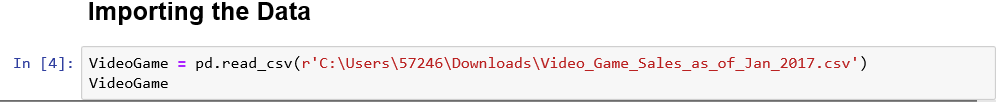 Importing the Data
In [4]: VideoGame = pd.read_csv(r'C:\Users\57246\Downloads\Video_Game_Sales_as_of_Jan_2017.csv')
VideoGame